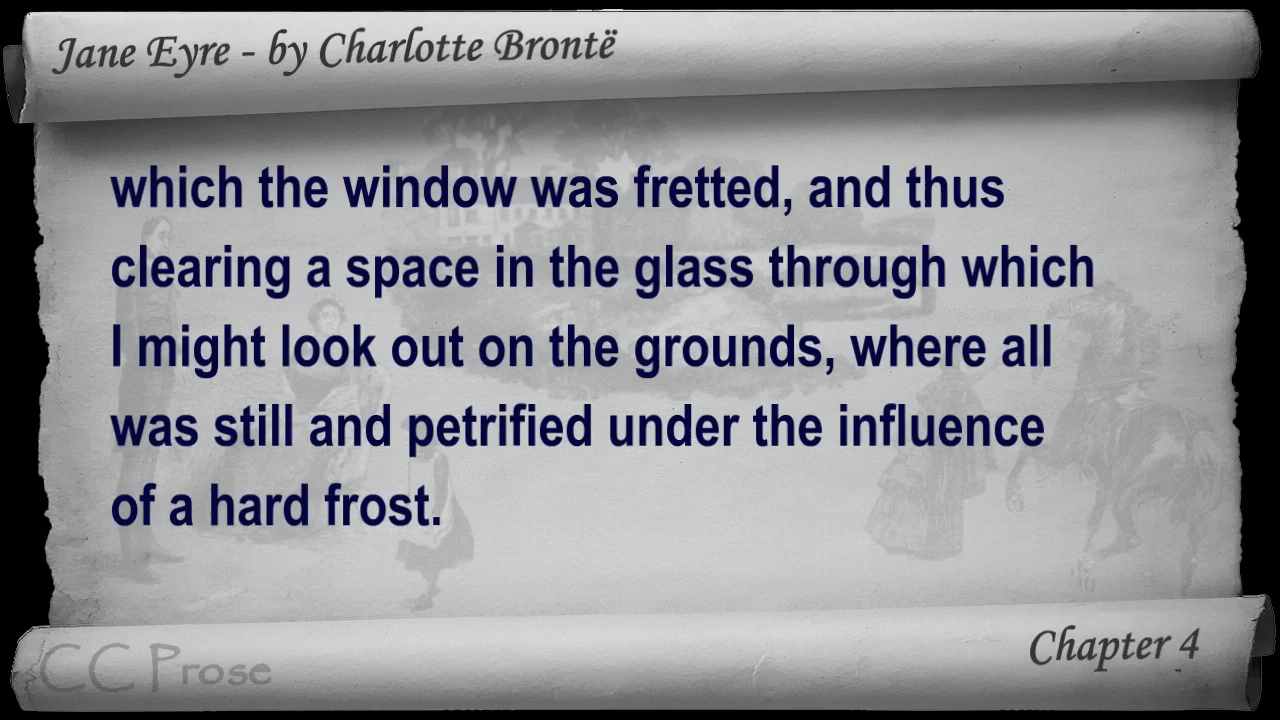 Jane Eyre - by Charlotte Brontë
which the window was fretted, and thus
clearing a space in the glass through which
I might look out on the grounds, where all
was still and petrified under the influence
of a hard frost.
CC Prose
Chapter 4